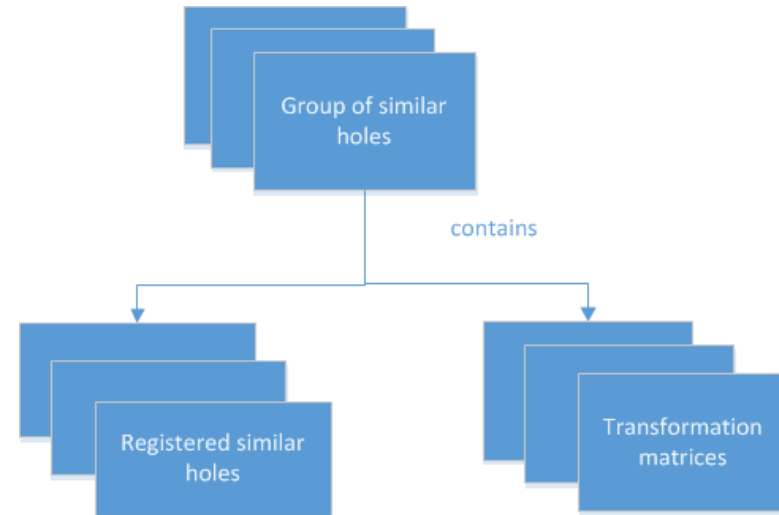 Group of similar
holes
contains
Registered similar
holes
Transformation
matrices